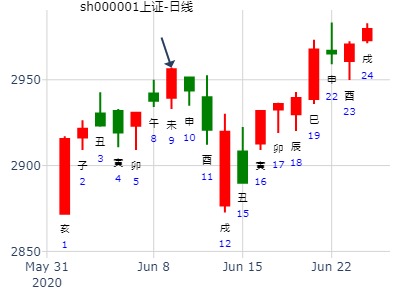 sh000001上证-日线
2950
2900
2850
亥
1
子
2
丑
3
寅
4
卯
5
午
8
未
9
申
10
酉
11
戌
12
丑
15
寅
16
卯
17
辰
18
巳
19
申
22
酉
23
戌
24
May 31
2020
Jun 8
Jun 15
Jun 22